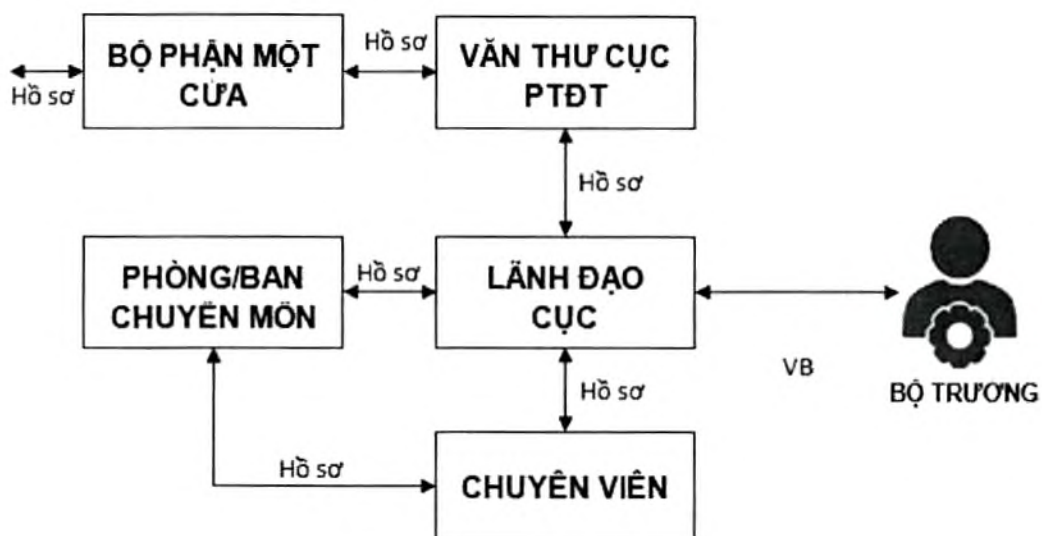 BỘ PHẬN MỘT
CỬA
Hồ sơ
Hồ sơ
VĂN THƯ CỤC
PTĐT
Hồ sơ
PHÒNG/BAN
CHUYÊN MÔN
Hồ sơ
LÃNH ĐẠO
CỤC
VB
BỘ TRƯƠNG
Hồ sơ
Hồ sơ
CHUYÊN VIÊN